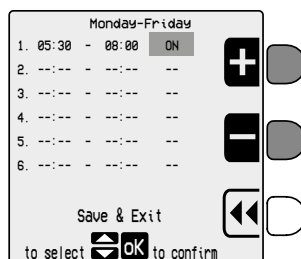 Monday-Friday
1. 05:30 - 08:00 ON
2. --:-- - --:-- --
3. --:-- - --:-- --
4. --:-- - --:-- --
5. --:-- - --:-- --
6. --:-- - --:-- --
Save & Exit
to select OK to confirm